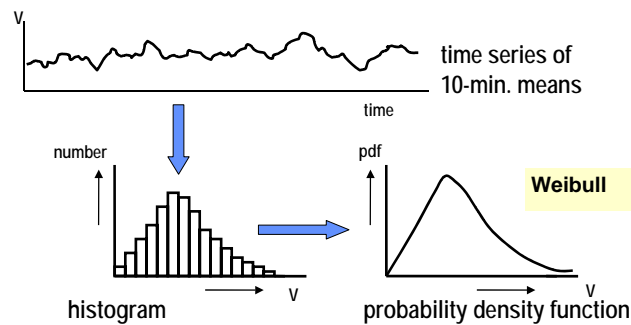 V
time series of
10-min. means
time
number
pdf
Weibull
V
V
histogram
probability density function